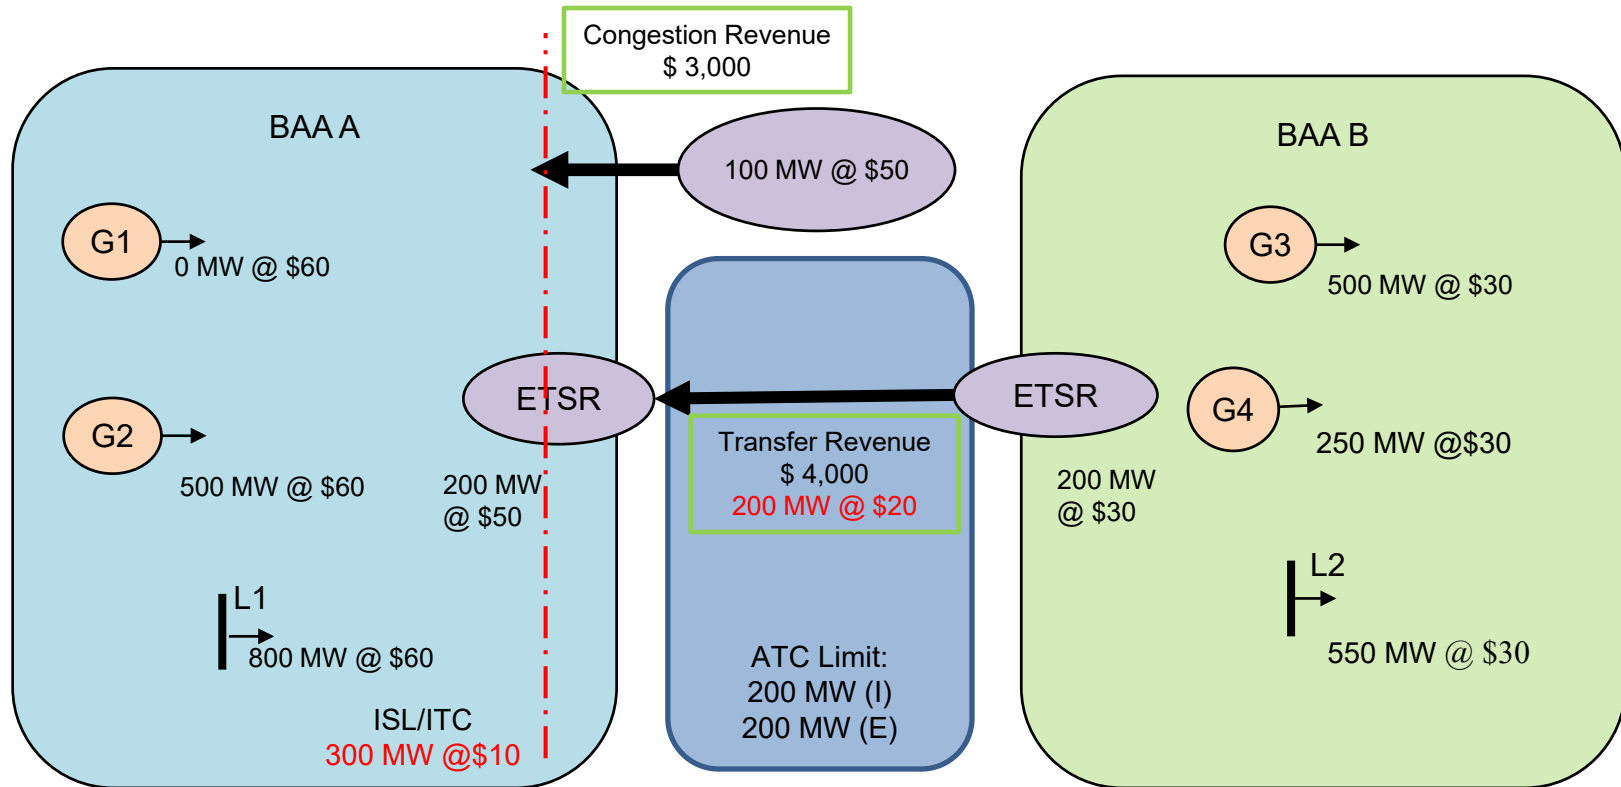 Congestion Revenue
$ 3,000
BAA A
BAA B
100 MW @ $50
G1
0 MW @ $60
G3
500 MW @ $30
ETSR
ETSR
G2
500 MW @ $60
200 MW
@ $50
Transfer Revenue
$ 4,000
200 MW @ $20
200 MW
@ $30
G4
250 MW @$30
L1
800 MW @ $60
L2
550 MW @ $30
ATC Limit:
200 MW (I)
200 MW (E)
ISL/ITC
300 MW @$10